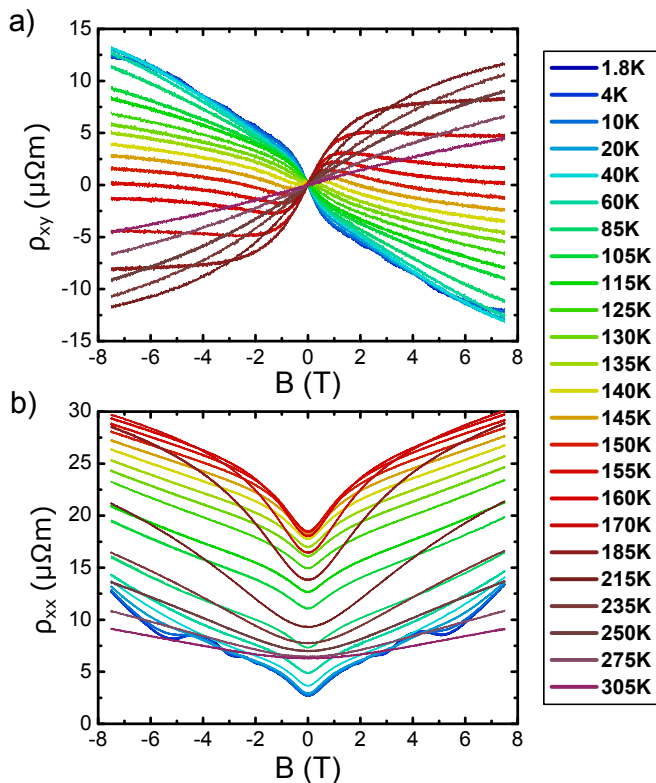 a)
15
10
5
0
-5
-10
-15
ρxy (μΩm)
-8 -6 -4 -2 0 2 4 6 8
B (T)
b)
30
25
20
15
10
5
0
ρxx (μΩm)
-8 -6 -4 -2 0 2 4 6 8
B (T)
1.8K
4K
10K
20K
40K
60K
85K
105K
115K
125K
130K
135K
140K
145K
150K
155K
160K
170K
185K
215K
235K
250K
275K
305K